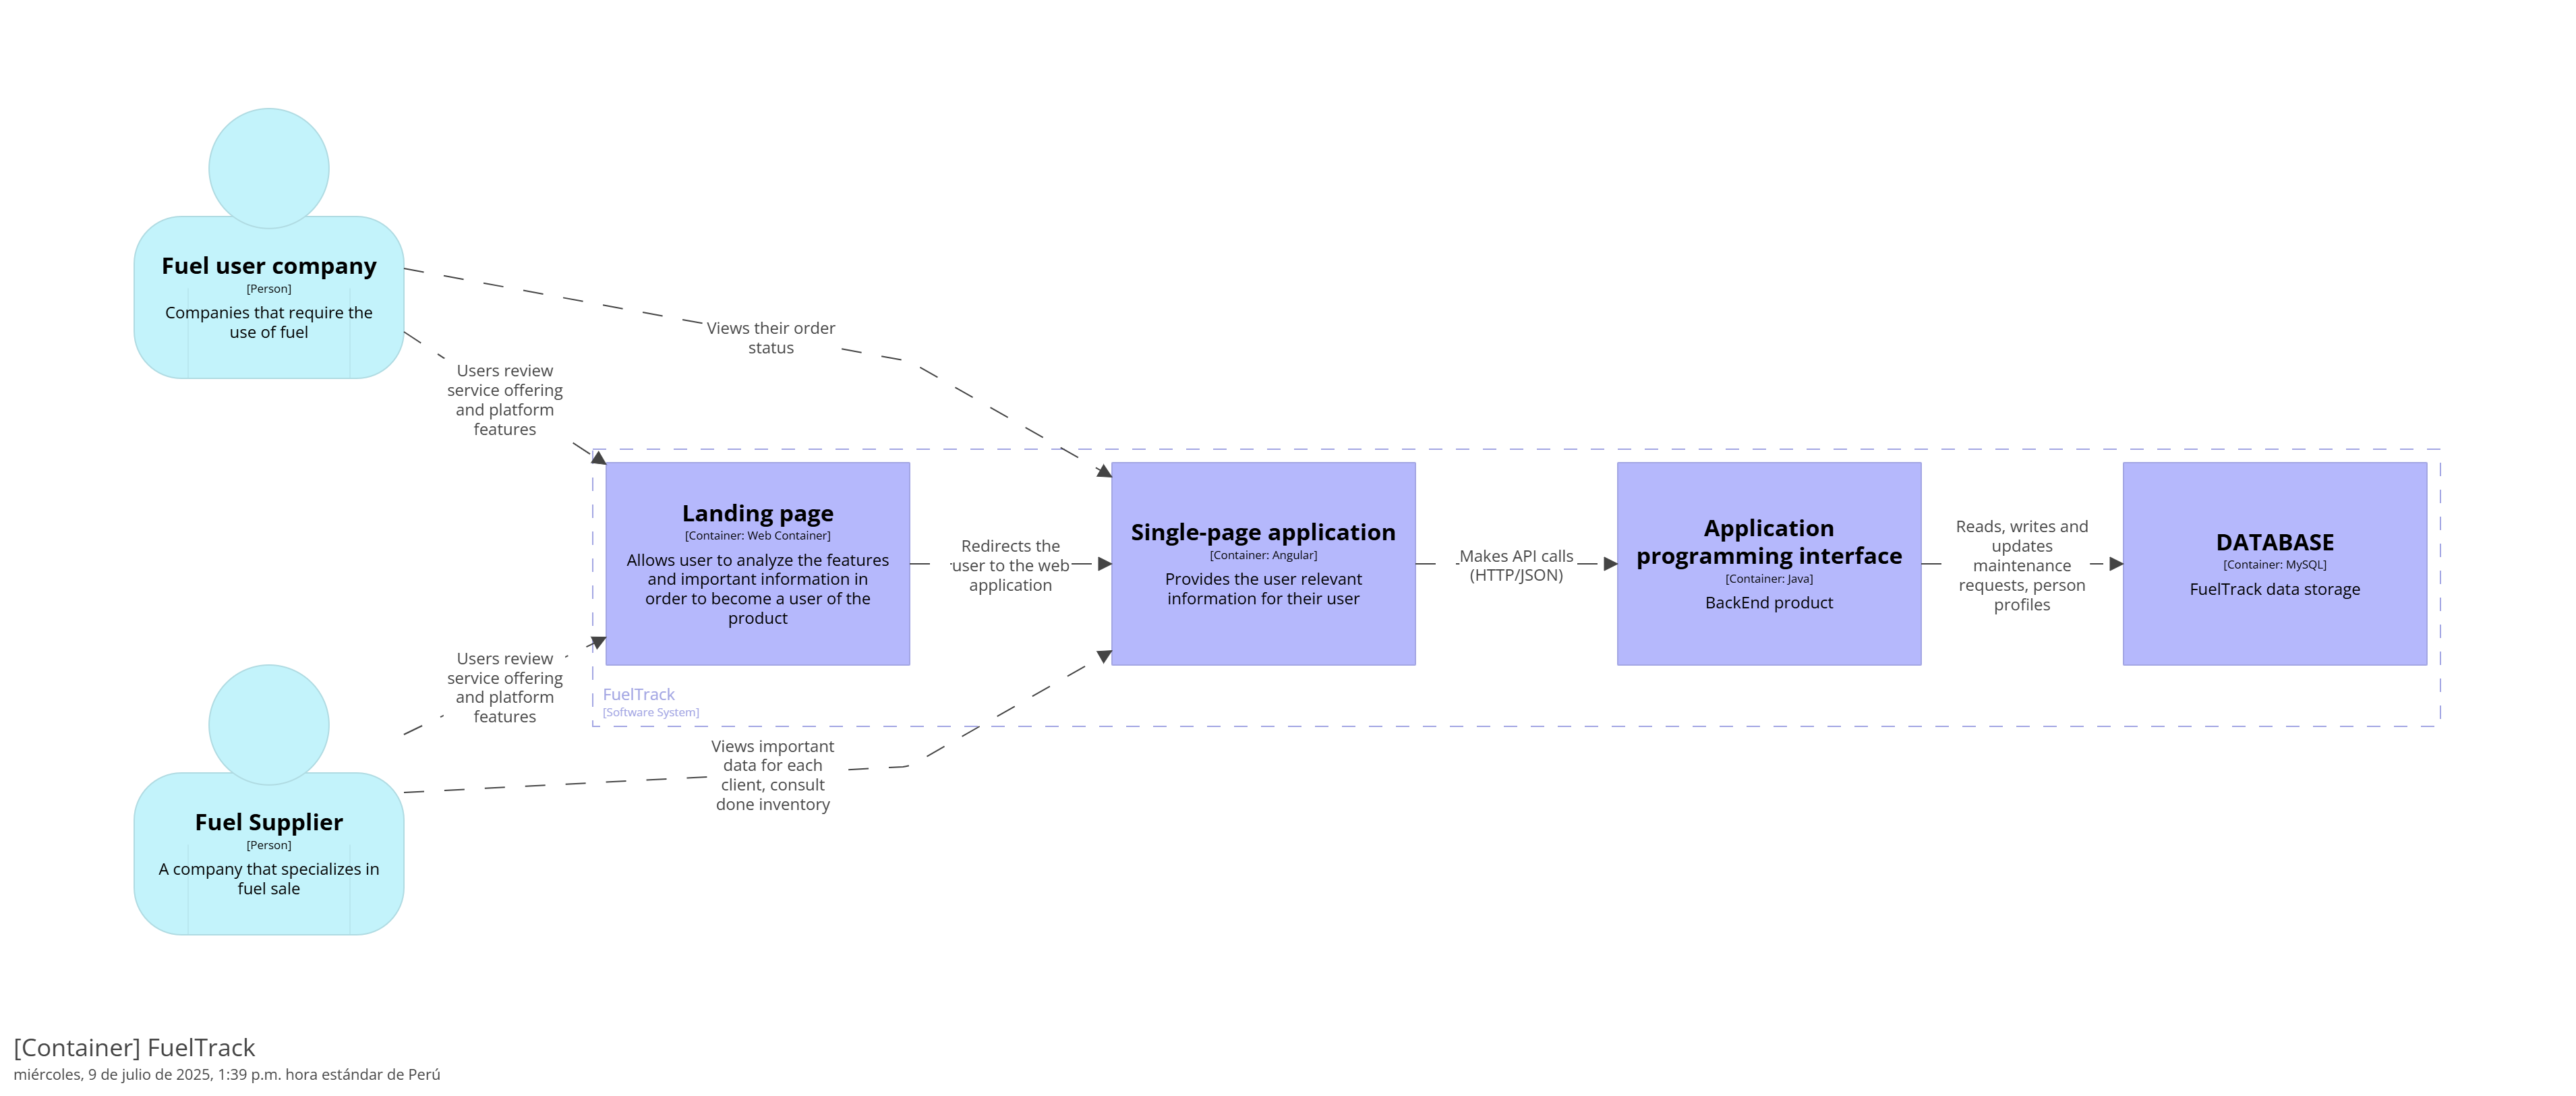 Fuel user company
[Person]
Companies that require the
use of fuel
Views their order
status
Users review
service offering
and platform
features
Landing page
[Container: Web Container]
Allows user to analyze the features
and important information in
order to become a user of the
product
Redirects the
user to the web
application
Single-page application
[Container: Angular]
Provides the user relevant
information for their user
Makes API calls
(HTTP/JSON)
Application
programming interface
[Container: Java]
BackEnd product
Reads, writes and
updates
maintenance
requests, person
profiles
DATABASE
[Container: MySQL]
FuelTrack data storage
Users review
service offering
and platform
features
FuelTrack
[Software System]
Views important
data for each
client, consult
done inventory
Fuel Supplier
[Person]
A company that specializes in
fuel sale
[Container] FuelTrack
miércoles, 9 de julio de 2025, 1:39 p.m. hora estándar de Perú